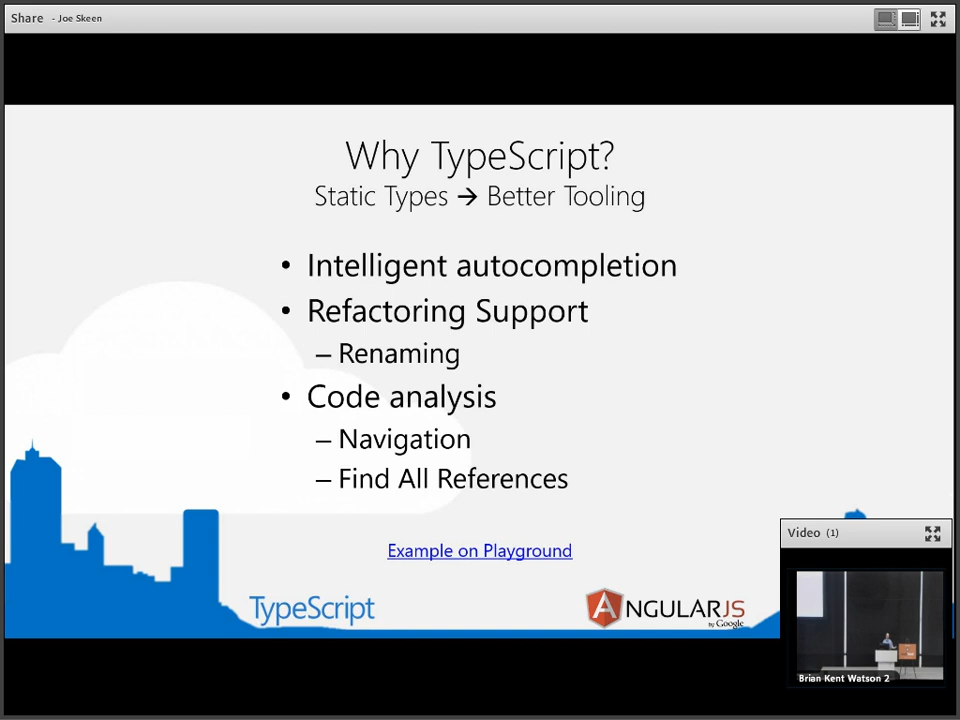 Share - Joe Skeen
Why TypeScript?
Static Types → Better Tooling
• Intelligent autocompletion
• Refactoring Support
– Renaming
• Code analysis
– Navigation
– Find All References
Example on Playground
TypeScript
ANGULARJS
by Google
Video (1)
Brian Kent Watson 2